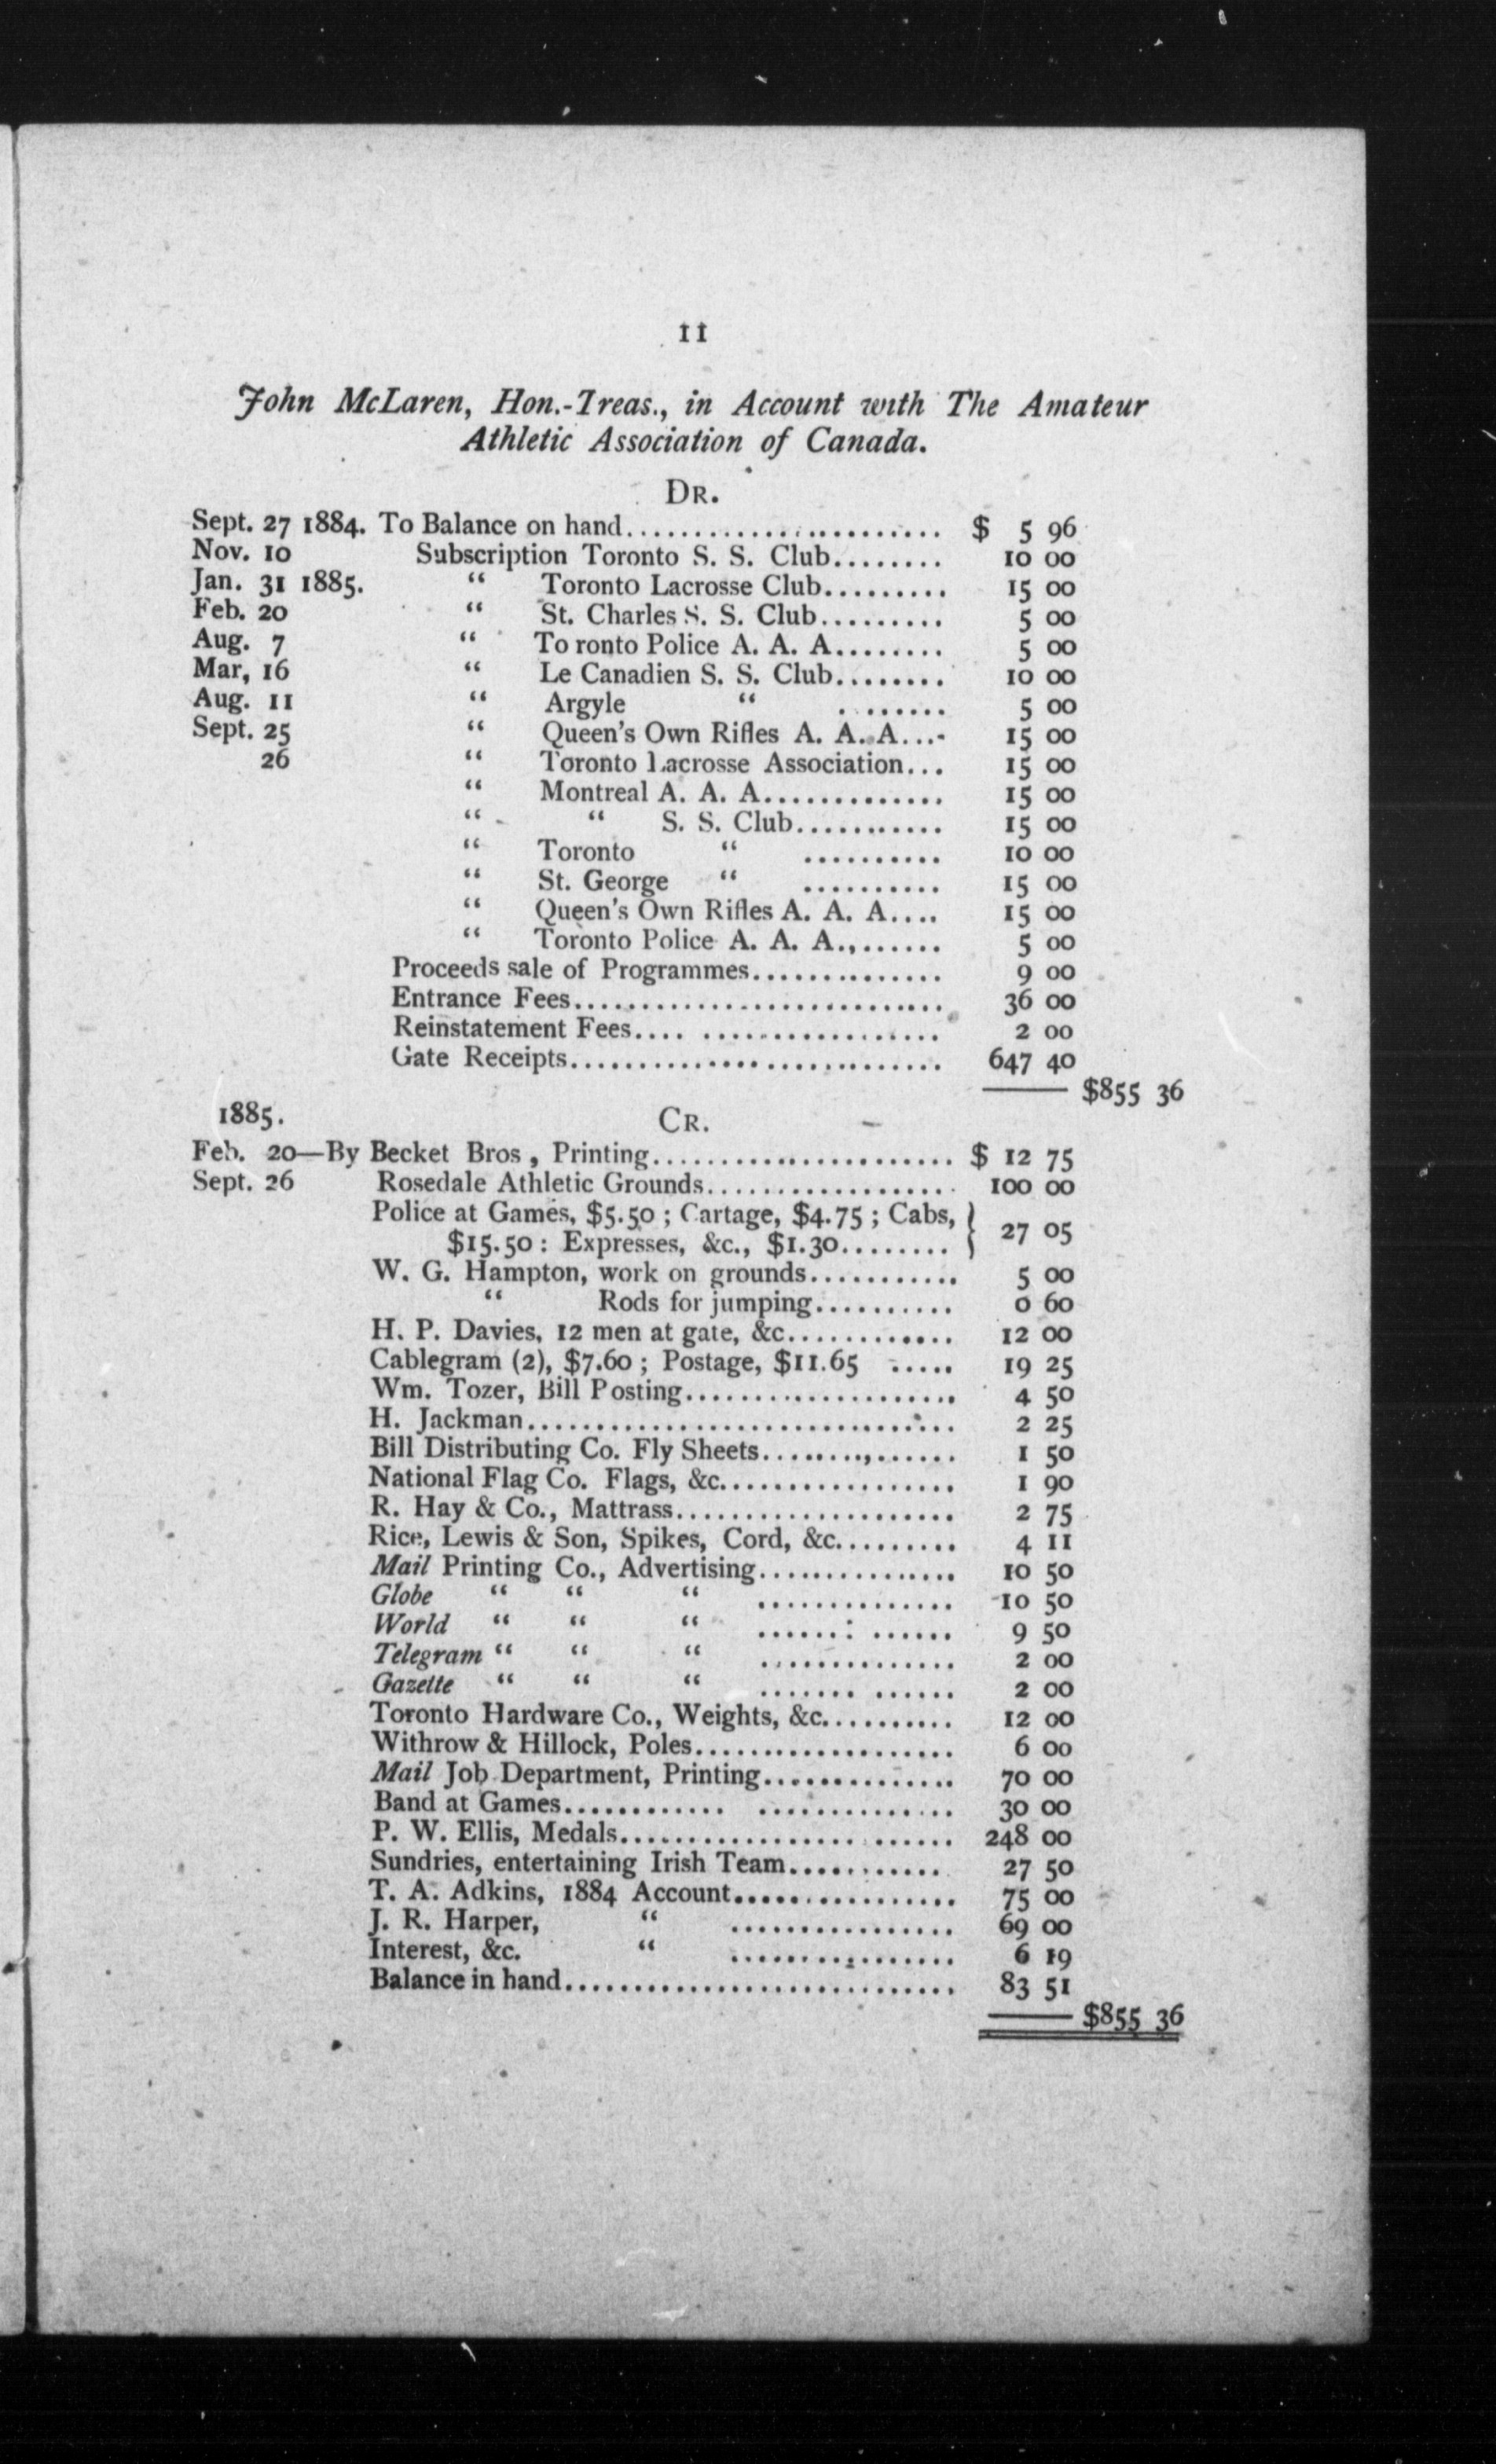 11
John McLaren, Hon.-Treas., in Account with The Amateur
Athletic Association of Canada.
DR.
Sept. 27 1884. To Balance on hand........................ $ 5 96
Nov. 10 Subscription Toronto S. S. Club........ 10 00
Jan. 31 1885. “ Toronto Lacrosse Club......... 15 00
Feb. 20 “ St. Charles S. S. Club......... 5 00
Aug. 7 “ To ronto Police A. A. A........ 5 00
Mar, 16 “ Le Canadien S. S. Club........ 10 00
Aug. 11 “ Argyle “ ........ 5 00
Sept. 25 “ Queen's Own Rifles A. A. A.... 15 00
26 “ Toronto Lacrosse Association... 15 00
“ Montreal A. A. A.............. 15 00
“ “ S. S. Club........... 15 00
“ Toronto “ .......... 10 00
“ St. George “ .......... 15 00
“ Queen's Own Rifles A. A. A.... 15 00
“ Toronto Police A. A. A.,...... 5 00
Proceeds sale of Programmes.............. 9 00
Entrance Fees............................ 36 00
Reinstatement Fees.... .................. 2 00
Gate Receipts............................ 647 40
$855 36
1885. CR.
Feb. 20—By Becket Bros , Printing....................... $ 12 75
Sept. 26 Rosedale Athletic Grounds................... 100 00
Police at Games, $5.50 ; Cartage, $4.75 ; Cabs,
$15.50 : Expresses, &c., $1.30........ } 27 05
W. G. Hampton, work on grounds........... 5 00
“ Rods for jumping.......... 0 60
H. P. Davies, 12 men at gate, &c............ 12 00
Cablegram (2), $7.60 ; Postage, $11.65 ..... 19 25
Wm. Tozer, Bill Posting.................... 4 50
H. Jackman................................ 2 25
Bill Distributing Co. Fly Sheets........,...... 1 50
National Flag Co. Flags, &c................. 1 90
R. Hay & Co., Mattrass..................... 2 75
Rice, Lewis & Son, Spikes, Cord, &c......... 4 11
Mail Printing Co., Advertising............... 10 50
Globe “ “ “ ............... 10 50
World “ “ “ ......: ...... 9 50
Telegram “ “ “ ............... 2 00
Gazette “ “ “ ....... ...... 2 00
Toronto Hardware Co., Weights, &c.......... 12 00
Withrow & Hillock, Poles................... 6 00
Mail Job Department, Printing.............. 70 00
Band at Games............ ............... 30 00
P. W. Ellis, Medals......................... 248 00
Sundries, entertaining Irish Team............ 27 50
T. A. Adkins, 1884 Account................. 75 00
J. R. Harper, “ ................. 69 00
Interest, &c. “ ................. 6 19
Balance in hand............................. 83 51
$855 36